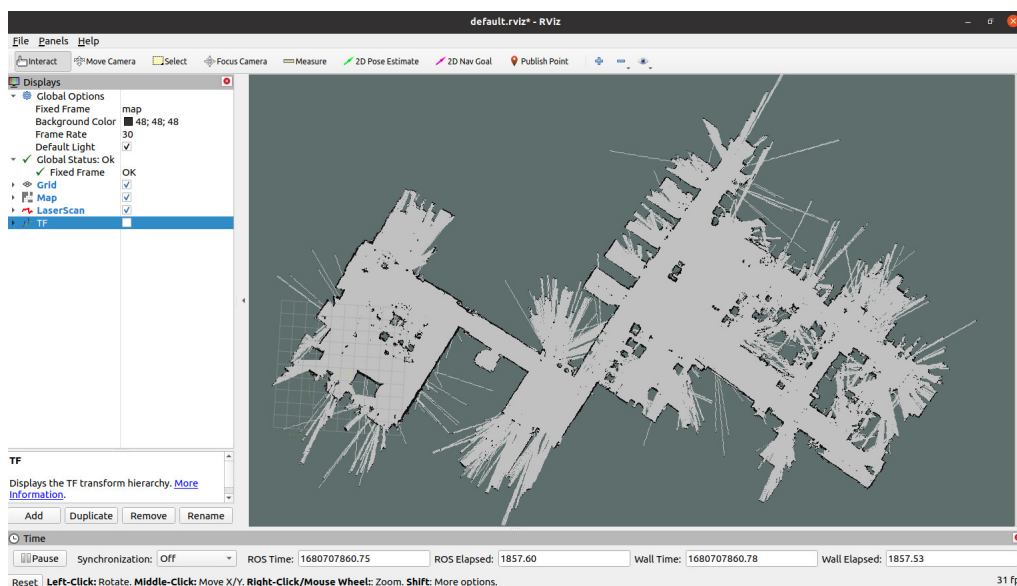 default.rviz* - RViz
File Panels Help
Interact Move Camera Select Focus Camera Measure 2D Pose Estimate 2D Nav Goal Publish Point
Displays
Global Options
Fixed Frame map
Background Color 48; 48; 48
Frame Rate 30
Default Light ✓
✓ Global Status: Ok
✓ Fixed Frame OK
Grid ✓
Map ✓
LaserScan ✓
TF
TF
Displays the TF transform hierarchy. More
Information.
Add Duplicate Remove Rename
Time
Pause Synchronization: Off ROS Time: 1680707860.75 ROS Elapsed: 1857.60 Wall Time: 1680707860.78 Wall Elapsed: 1857.53
Reset Left-Click: Rotate. Middle-Click: Move X/Y. Right-Click/Mouse Wheel:: Zoom. Shift: More options. 31 fp